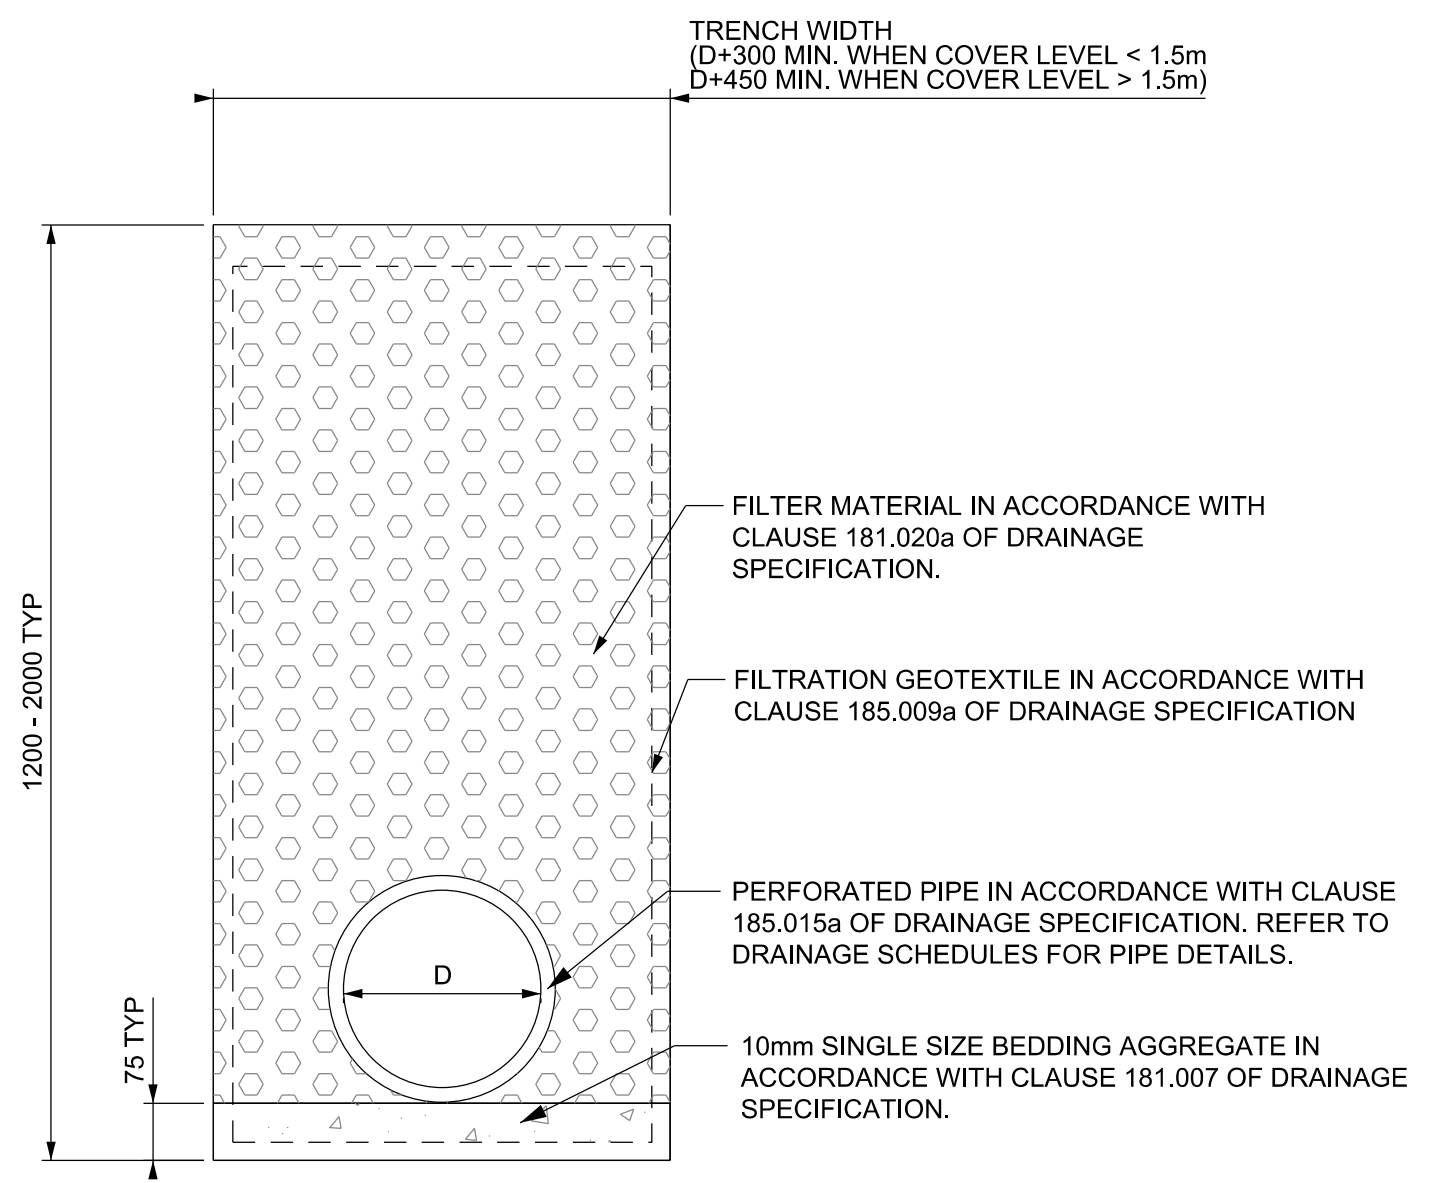 TRENCH WIDTH
(D+300 MIN. WHEN COVER LEVEL < 1.5m
D+450 MIN. WHEN COVER LEVEL > 1.5m)
1200 - 2000 TYP
FILTER MATERIAL IN ACCORDANCE WITH
CLAUSE 181.020a OF DRAINAGE
SPECIFICATION.
FILTRATION GEOTEXTILE IN ACCORDANCE WITH
CLAUSE 185.009a OF DRAINAGE SPECIFICATION
PERFORATED PIPE IN ACCORDANCE WITH CLAUSE
185.015a OF DRAINAGE SPECIFICATION. REFER TO
DRAINAGE SCHEDULES FOR PIPE DETAILS.
D
75 TYP
10mm SINGLE SIZE BEDDING AGGREGATE IN
ACCORDANCE WITH CLAUSE 181.007 OF DRAINAGE
SPECIFICATION.